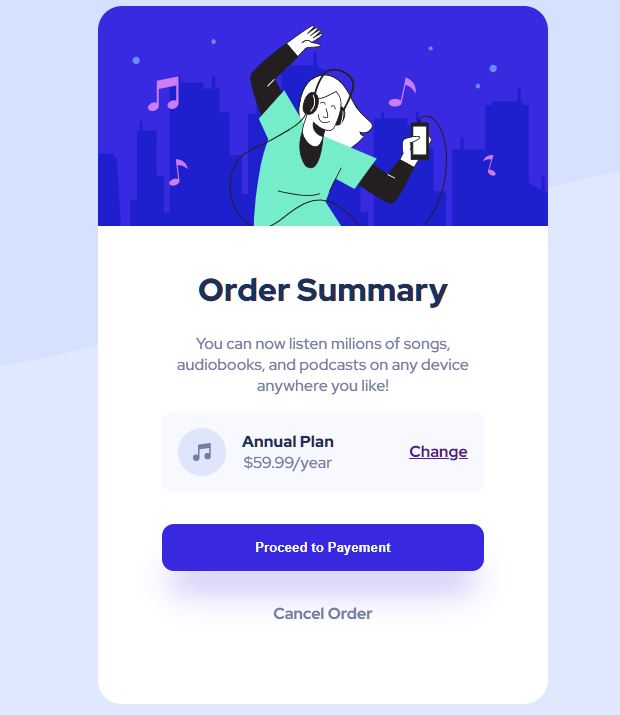 Order Summary
You can now listen milions of songs,
audiobooks, and podcasts on any device
anywhere you like!
Annual Plan
$59.99/year
Change
Proceed to Payement
Cancel Order